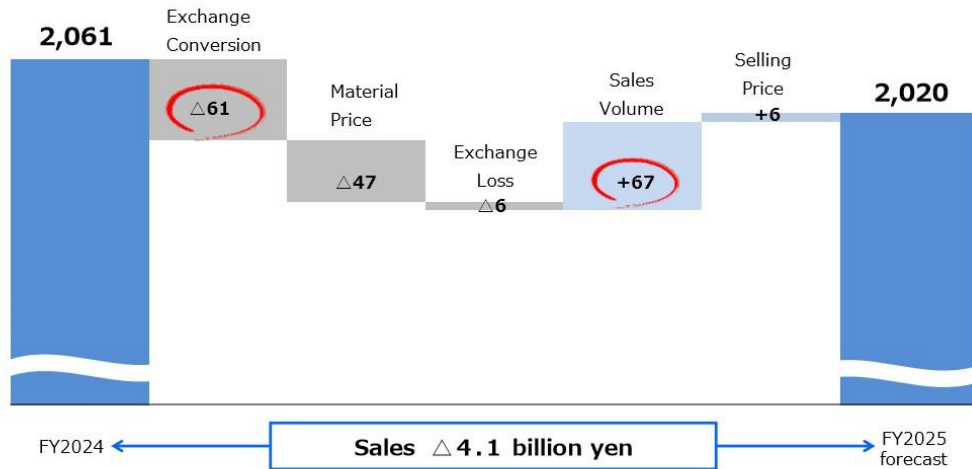 2,061
Exchange
Conversion
△61
Material
Price
△47
Exchange
Loss
△6
Sales
Volume
+67
Selling
Price
+6
2,020
FY2024
Sales △4.1 billion yen
FY2025
forecast